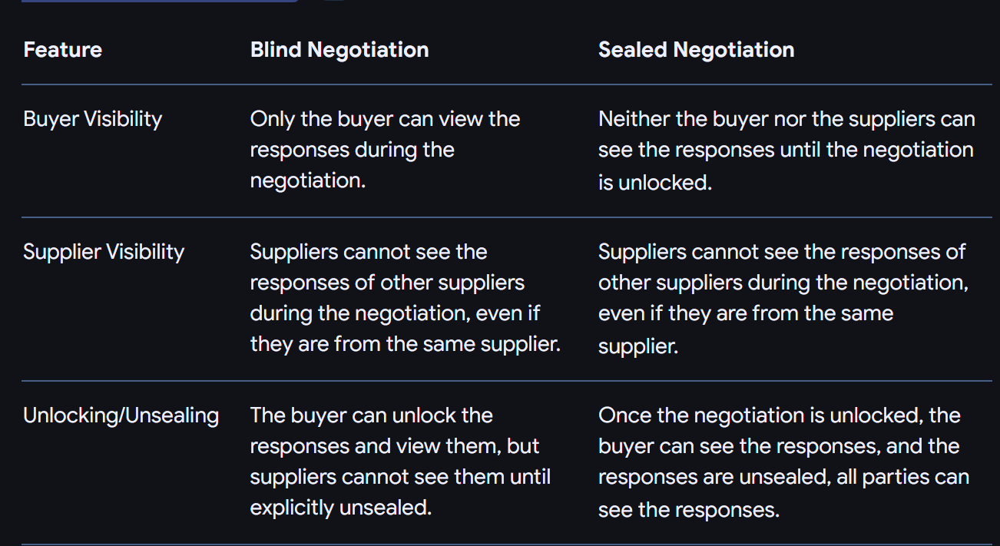 Feature Blind Negotiation Sealed Negotiation
Buyer Visibility
Only the buyer can view the
responses during the
negotiation.
Neither the buyer nor the suppliers can
see the responses until the negotiation
is unlocked.
Supplier Visibility
Suppliers cannot see the
responses of other suppliers
during the negotiation, even if
they are from the same supplier.
Suppliers cannot see the responses of
other suppliers during the negotiation,
even if they are from the same
supplier.
Unlocking/Unsealing
The buyer can unlock the
responses and view them, but
suppliers cannot see them until
explicitly unsealed.
Once the negotiation is unlocked, the
buyer can see the responses, and the
responses are unsealed, all parties can
see the responses.